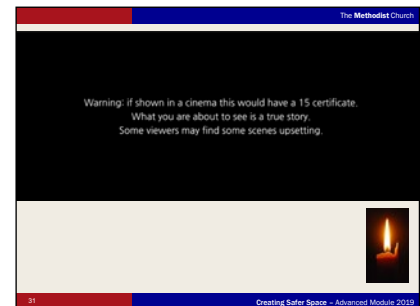 The Methodist Church
Warning: if shown in a cinema this would have a 15 certificate.
What you are about to see is a true story.
Some viewers may find some scenes upsetting.
31
Creating Safer Space – Advanced Module 2019